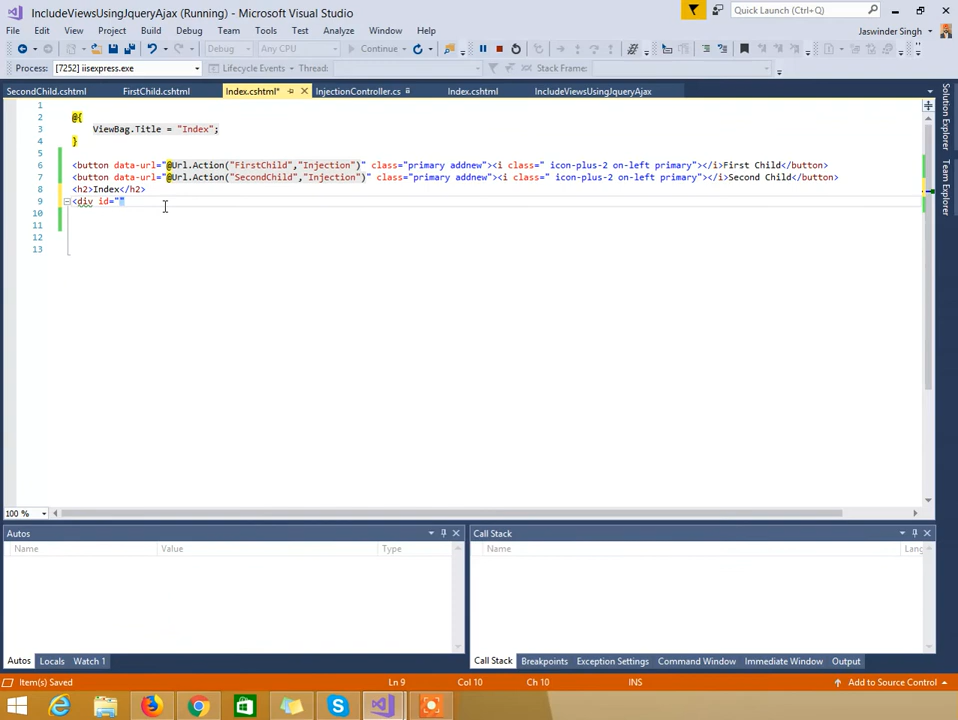 IncludeViewsUsingJqueryAjax (Running) - Microsoft Visual Studio
Quick Launch (Ctrl+Q)
File Edit View Project Build Debug Team Tools Test Analyze Window Help
Jaswinder Singh
Debug Any CPU Continue
Process: [7252] iisexpress.exe Lifecycle Events Thread: Stack Frame:
SecondChild.cshtml FirstChild.cshtml Index.cshtml* InjectionController.cs Index.cshtml IncludeViewsUsingJqueryAjax
Solution Explorer
Team Explorer
1
2 @{
3 ViewBag.Title = "Index";
4 }
5
6 <button data-url="@Url.Action("FirstChild","Injection")" class="primary addnew"><i class=" icon-plus-2 on-left primary"></i>First Child</button>
7 <button data-url="@Url.Action("SecondChild","Injection")" class="primary addnew"><i class=" icon-plus-2 on-left primary"></i>Second Child</button>
8 <h2>Index</h2>
9 <div id=""
10
11
12
13
100 %
Autos
Name Value Type
Call Stack
Name Lang
Autos Locals Watch 1
Call Stack Breakpoints Exception Settings Command Window Immediate Window Output
Item(s) Saved Ln 9 Col 10 Ch 10 INS Add to Source Control